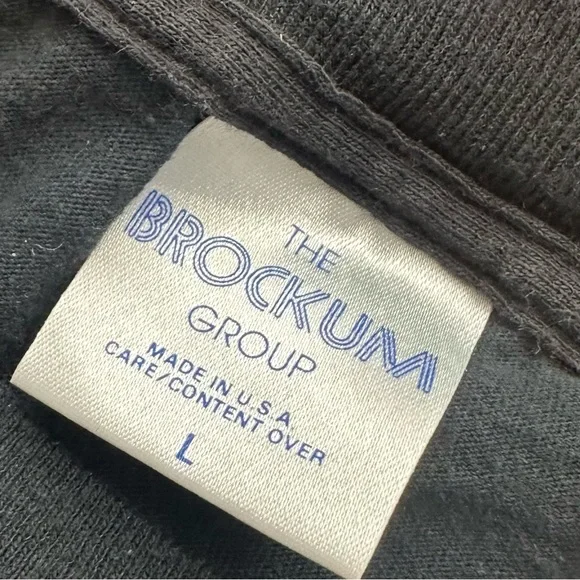 THE
BROCKUM
GROUP
MADE IN U.S.A.
CARE/CONTENT OVER
L